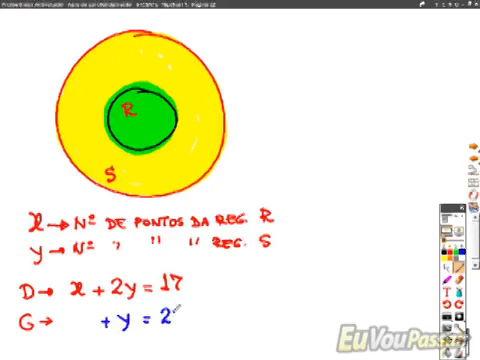 R
S
x → Nº DE PONTOS DA REG. R
y → Nº " " " REG. S
D → x + 2y = 17
G → + y = 2
EuVouPassar